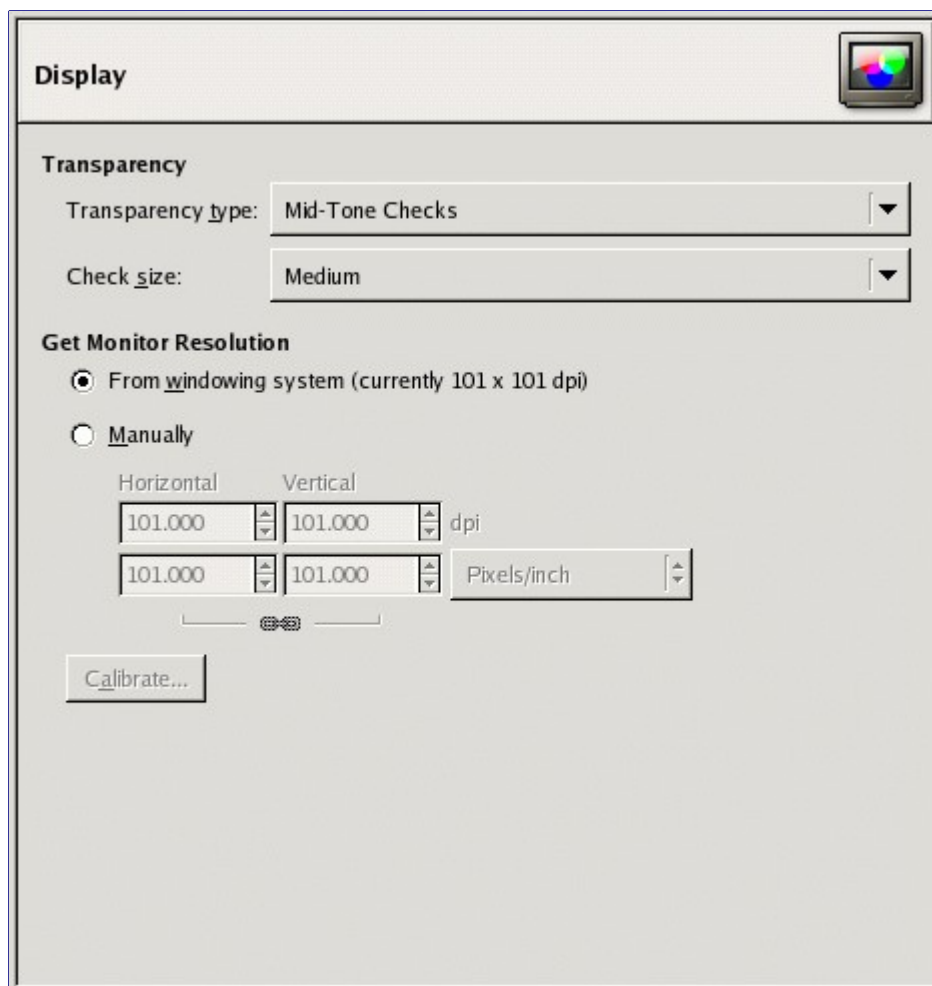 Display
Transparency
Transparency type: Mid-Tone Checks
Check size: Medium
Get Monitor Resolution
From windowing system (currently 101 x 101 dpi)
Manually
Horizontal Vertical
101.000 101.000 dpi
101.000 101.000 Pixels/inch
Calibrate...